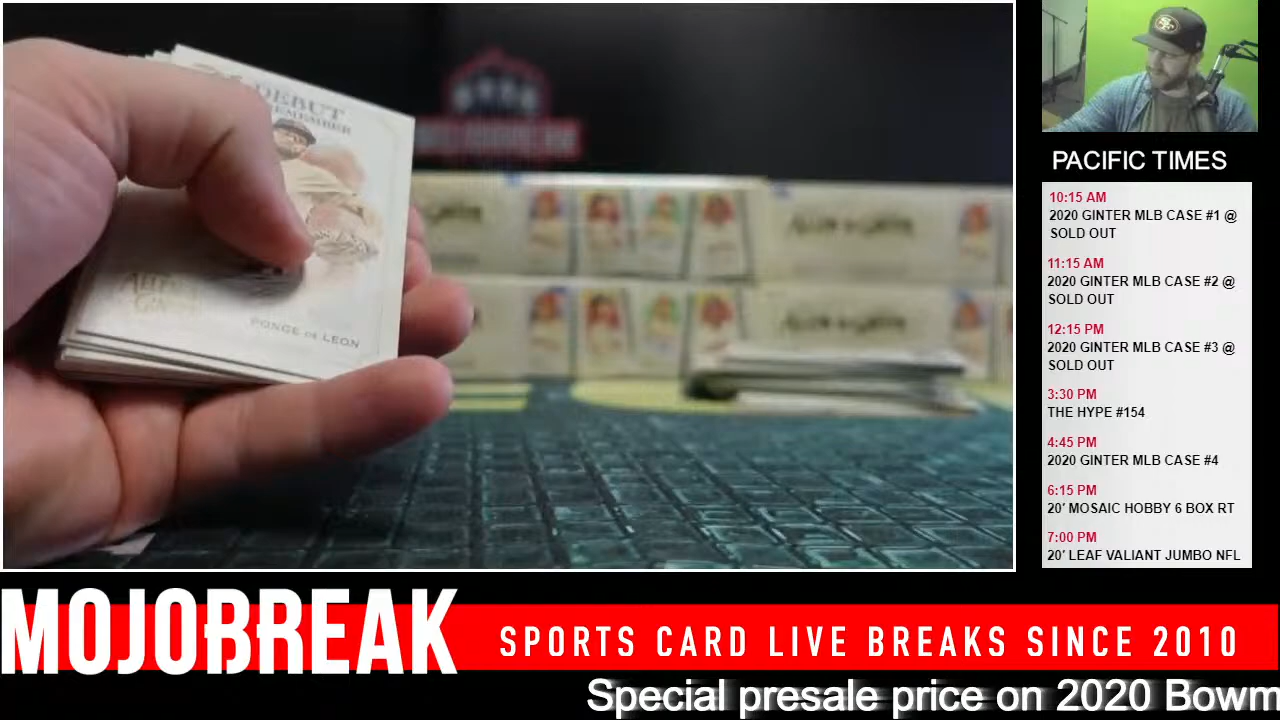 DEBUT
PONCE DE LEON
PACIFIC TIMES
10:15 AM
2020 GINTER MLB CASE #1 @
SOLD OUT
11:15 AM
2020 GINTER MLB CASE #2 @
SOLD OUT
12:15 PM
2020 GINTER MLB CASE #3 @
SOLD OUT
3:30 PM
THE HYPE #154
4:45 PM
2020 GINTER MLB CASE #4
6:15 PM
20' MOSAIC HOBBY 6 BOX RT
7:00 PM
20' LEAF VALIANT JUMBO NFL
MOJOBREAK
SPORTS CARD LIVE BREAKS SINCE 2010
Special presale price on 2020 Bowm